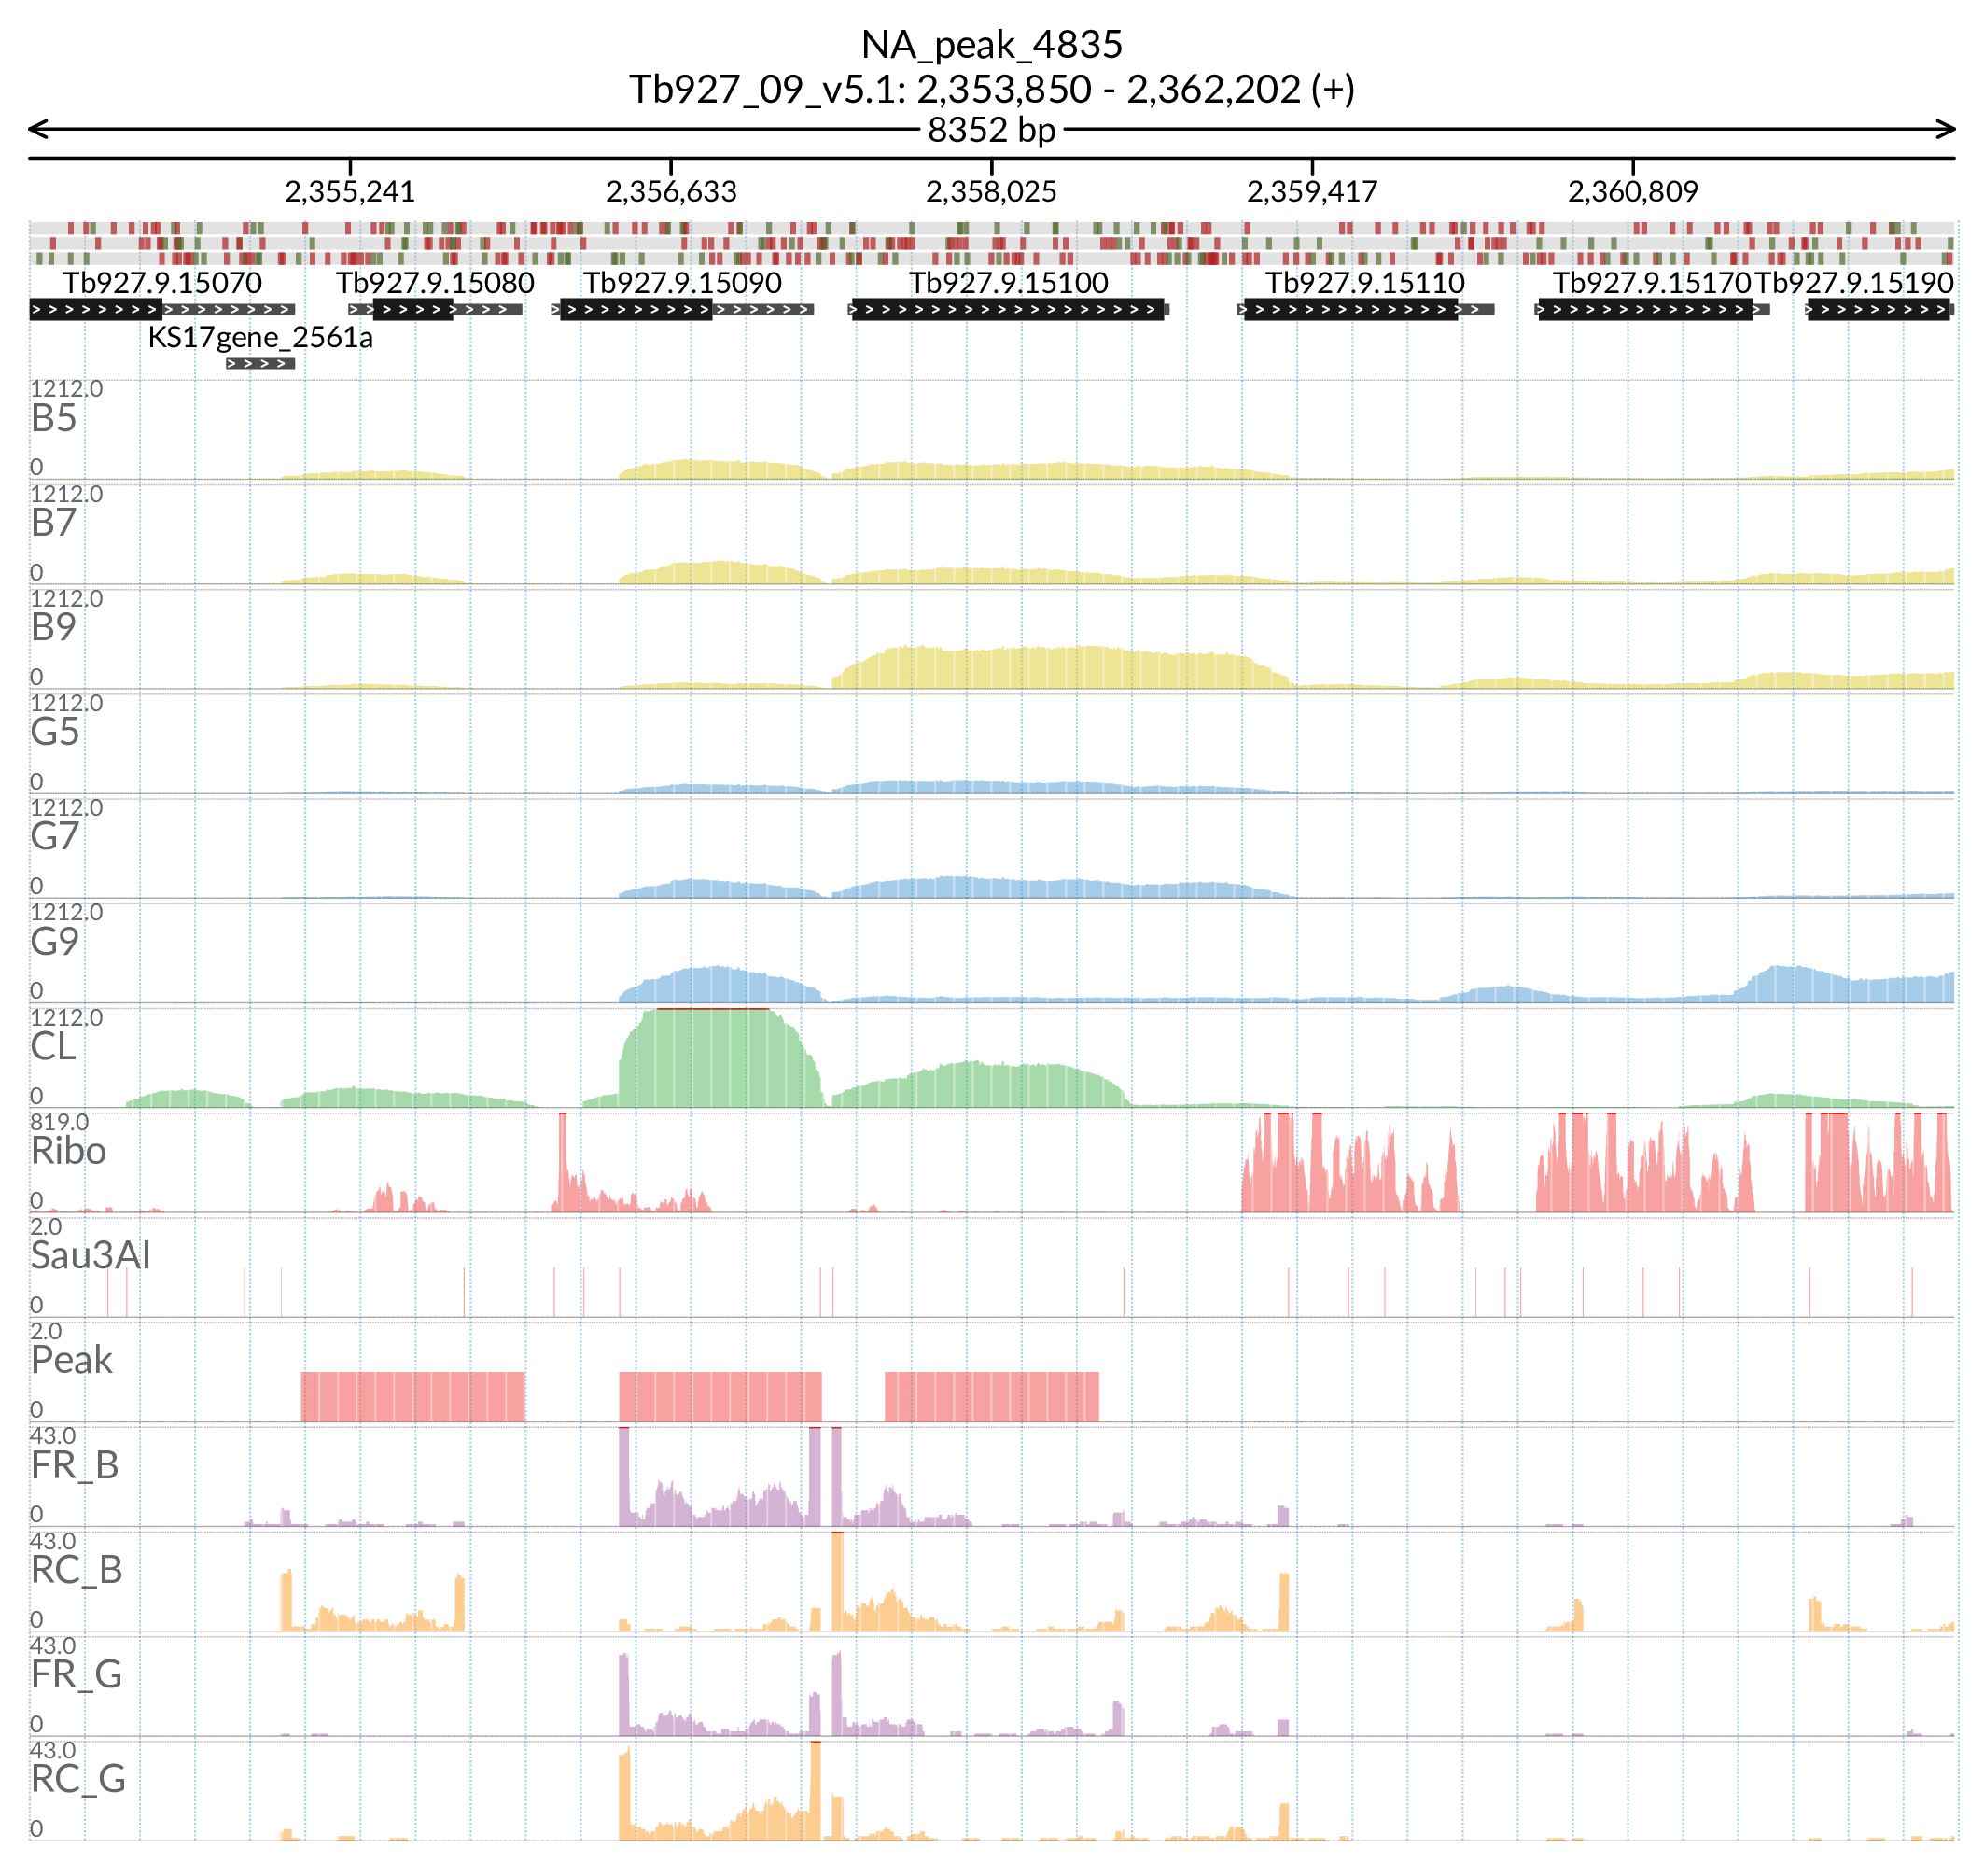 NA_peak_4835
Tb927_09_v5.1: 2,353,850 - 2,362,202 (+)
8352 bp
2,355,241 2,356,633 2,358,025 2,359,417 2,360,809
Tb927.9.15070 Tb927.9.15080 Tb927.9.15090 Tb927.9.15100 Tb927.9.15110 Tb927.9.15170 Tb927.9.15190
KS17gene_2561a
1212.0
B5
0
1212.0
B7
0
1212.0
B9
0
1212.0
G5
0
1212.0
G7
0
1212.0
G9
0
1212.0
CL
0
819.0
Ribo
0
2.0
Sau3AI
0
2.0
Peak
0
43.0
FR_B
0
43.0
RC_B
0
43.0
FR_G
0
43.0
RC_G
0